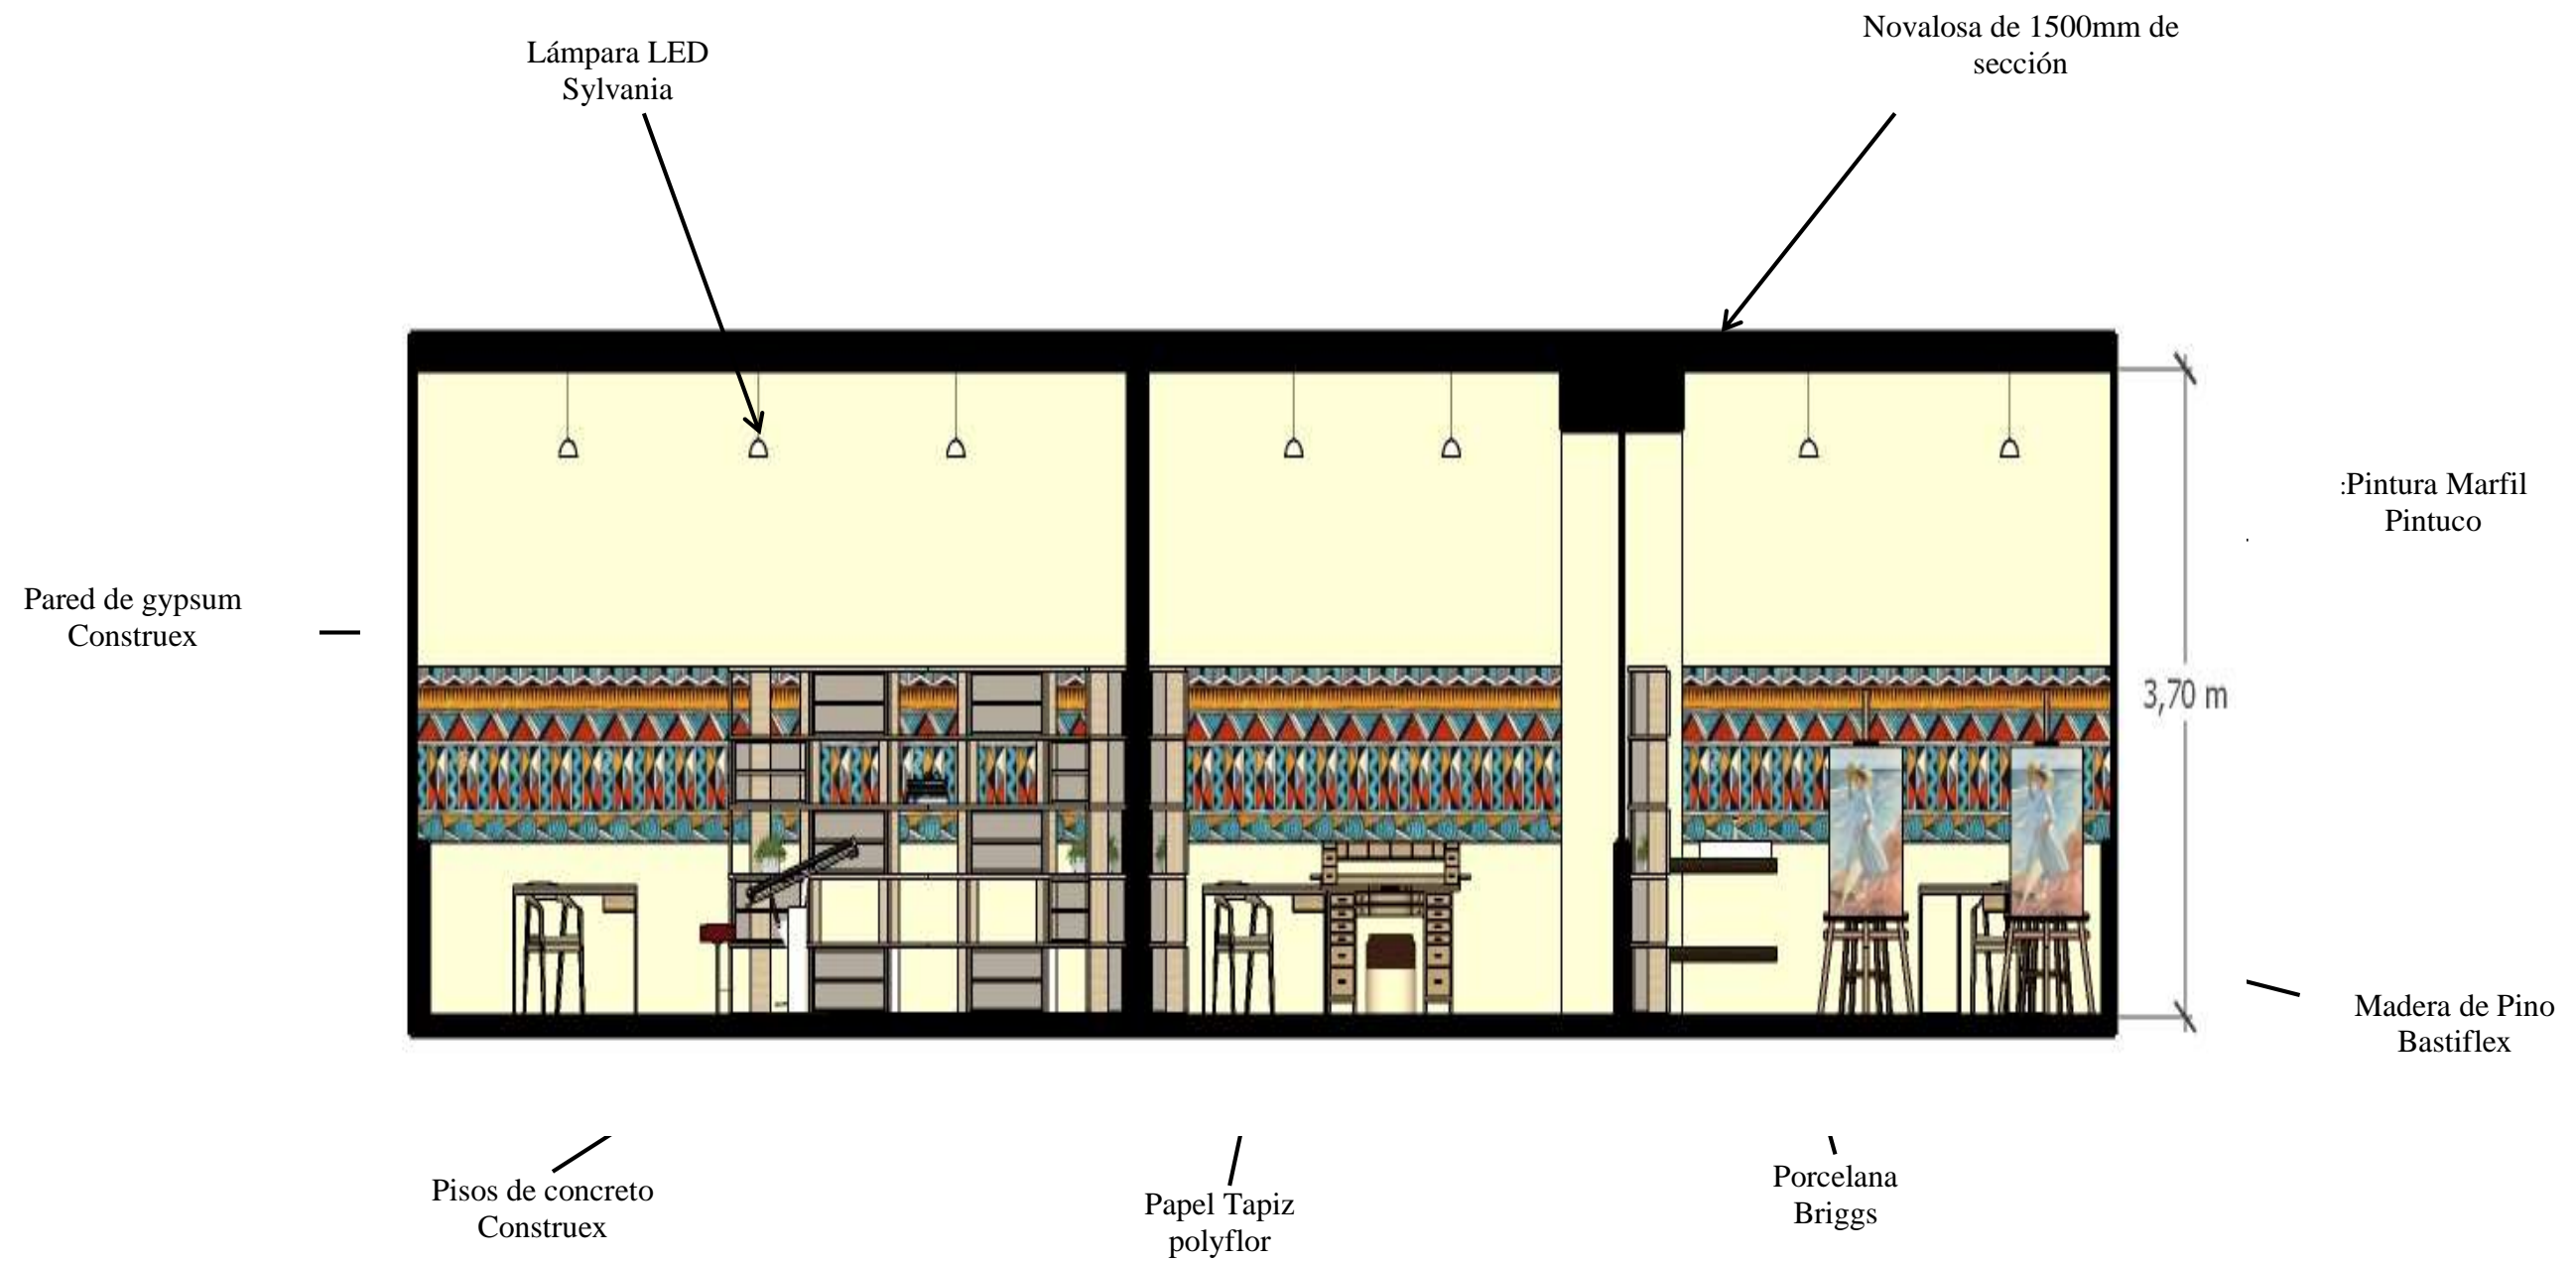 Lámpara LED
Sylvania
Novalosa de 1500mm de
sección
:Pintura Marfil
Pintuco
Pared de gypsum
Construex
3,70 m
Madera de Pino
Bastiflex
Pisos de concreto
Construex
Papel Tapiz
polyflor
Porcelana
Briggs